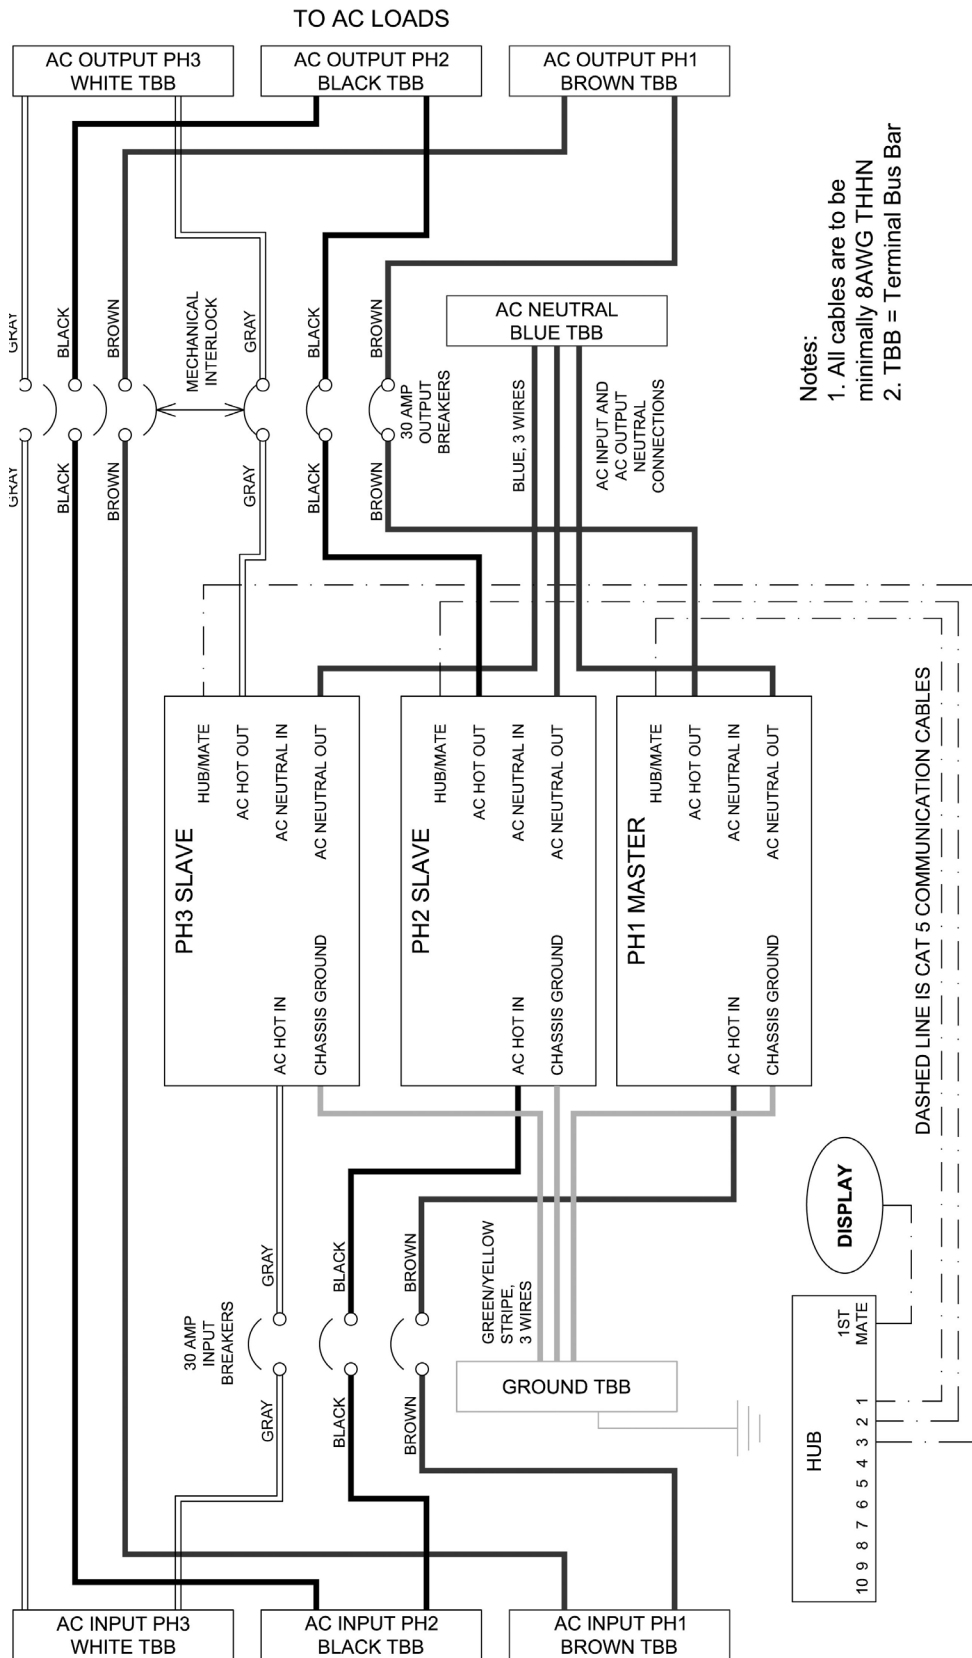 TO AC LOADS
AC OUTPUT PH3
WHITE TBB
AC OUTPUT PH2
BLACK TBB
AC OUTPUT PH1
BROWN TBB
Notes:
1. All cables are to be
minimally 8AWG THHN
2. TBB = Terminal Bus Bar
GRAY
BLACK
BROWN
MECHANICAL
INTERLOCK
GRAY
BLACK
BROWN
AC NEUTRAL
BLUE TBB
30 AMP
OUTPUT
BREAKERS
GRAY
BLACK
BROWN
GRAY
BLACK
BROWN
BLUE, 3 WIRES
AC INPUT AND
AC OUTPUT
NEUTRAL
CONNECTIONS
PH3 SLAVE
HUB/MATE
AC HOT OUT
AC NEUTRAL IN
AC NEUTRAL OUT
AC HOT IN
CHASSIS GROUND
PH2 SLAVE
HUB/MATE
AC HOT OUT
AC NEUTRAL IN
AC NEUTRAL OUT
AC HOT IN
CHASSIS GROUND
PH1 MASTER
HUB/MATE
AC HOT OUT
AC NEUTRAL IN
AC NEUTRAL OUT
AC HOT IN
CHASSIS GROUND
DASHED LINE IS CAT 5 COMMUNICATION CABLES
GRAY
BLACK
BROWN
30 AMP
INPUT
BREAKERS
GREEN/YELLOW
STRIPE,
3 WIRES
GRAY
BLACK
BROWN
GROUND TBB
DISPLAY
HUB
1ST
MATE
10 9 8 7 6 5 4 3 2 1
AC INPUT PH3
WHITE TBB
AC INPUT PH2
BLACK TBB
AC INPUT PH1
BROWN TBB